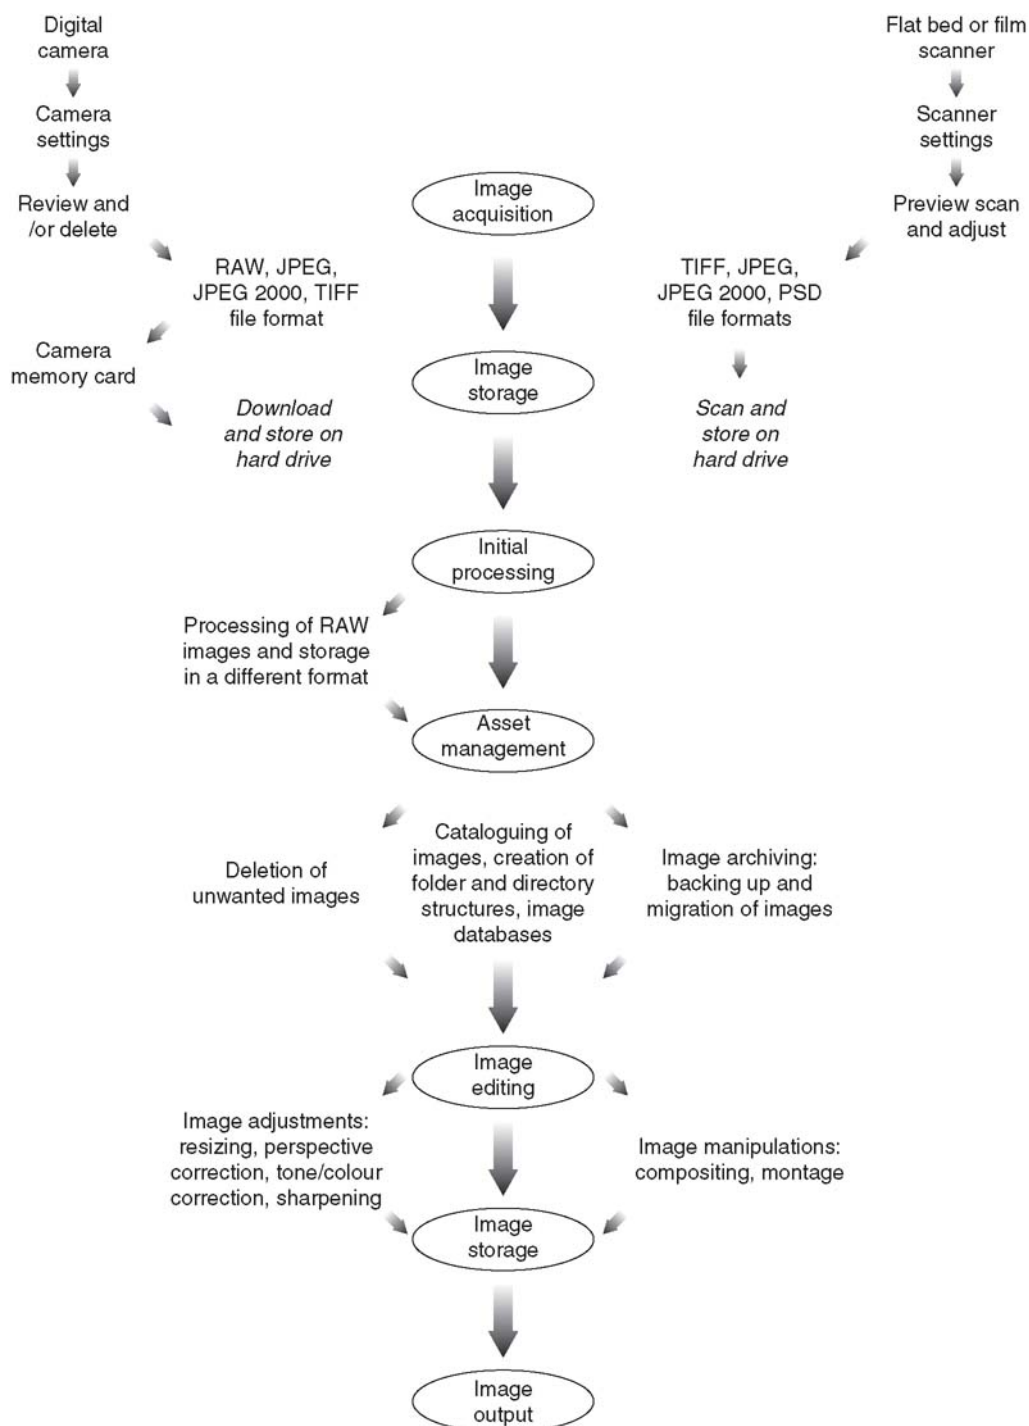 Digital
camera
Camera
settings
Review and
/or delete
RAW, JPEG,
JPEG 2000, TIFF
file format
Camera
memory card
Download
and store on
hard drive
Flat bed or film
scanner
Scanner
settings
Preview scan
and adjust
TIFF, JPEG,
JPEG 2000, PSD
file formats
Scan and
store on
hard drive
Image
acquisition
Image
storage
Initial
processing
Processing of RAW
images and storage
in a different format
Asset
management
Deletion of
unwanted images
Cataloguing of
images, creation of
folder and directory
structures, image
databases
Image archiving:
backing up and
migration of images
Image
editing
Image adjustments:
resizing, perspective
correction, tone/colour
correction, sharpening
Image manipulations:
compositing, montage
Image
storage
Image
output